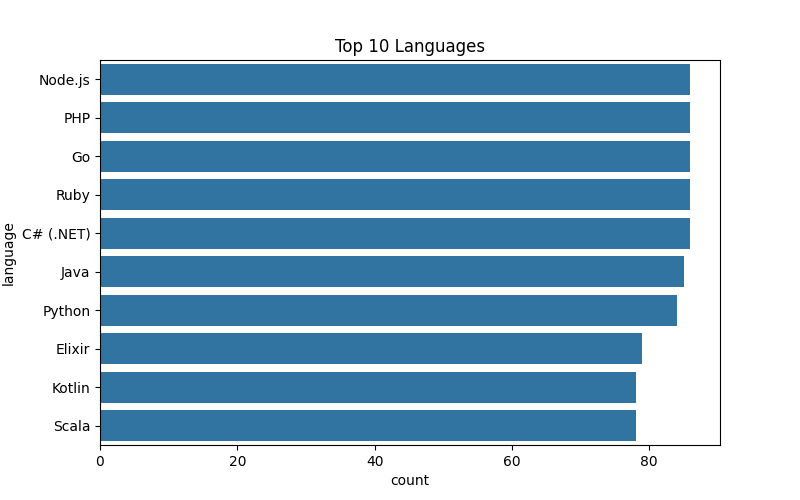 Top 10 Languages
Node.js
PHP
Go
Ruby
C# (.NET)
Java
Python
Elixir
Kotlin
Scala
language
0 20 40 60 80
count